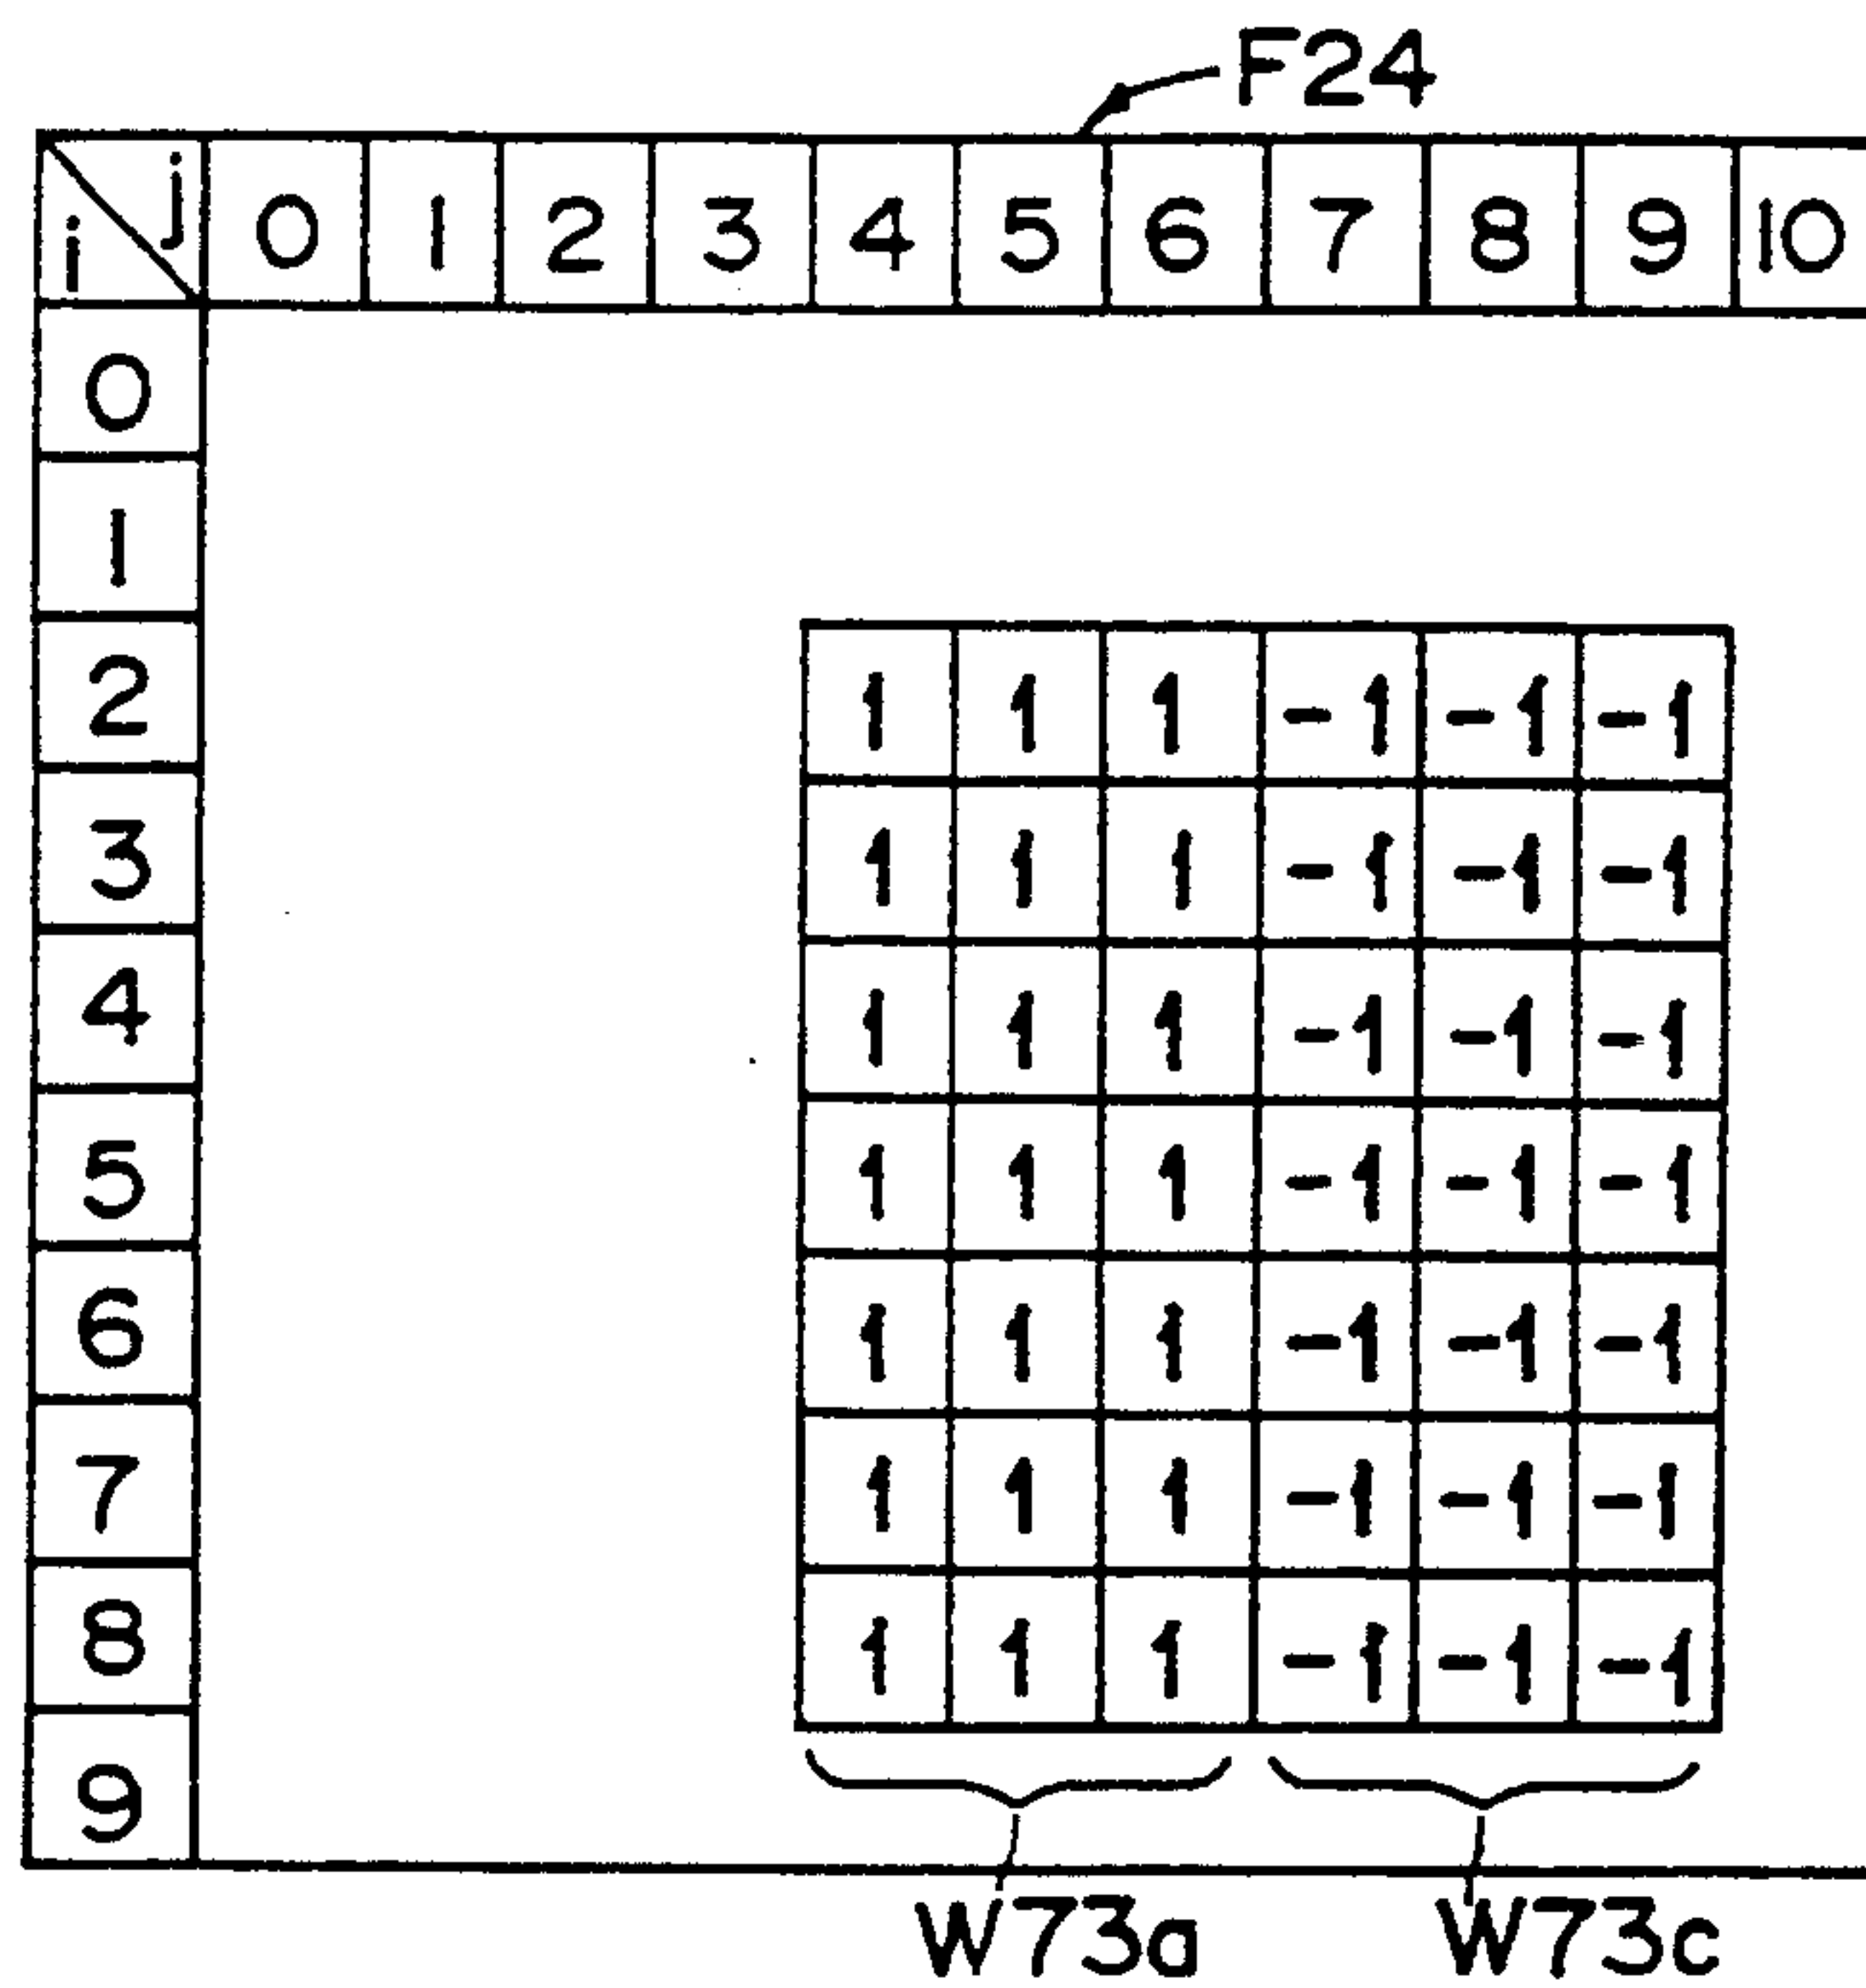 F24
i j 0 1 2 3 4 5 6 7 8 9 10
0
1
2 1 1 1 -1 -1 -1
3 1 1 1 -1 -1 -1
4 1 1 1 -1 -1 -1
5 1 1 1 -1 -1 -1
6 1 1 1 -1 -1 -1
7 1 1 1 -1 -1 -1
8 1 1 1 -1 -1 -1
9
W73a W73c